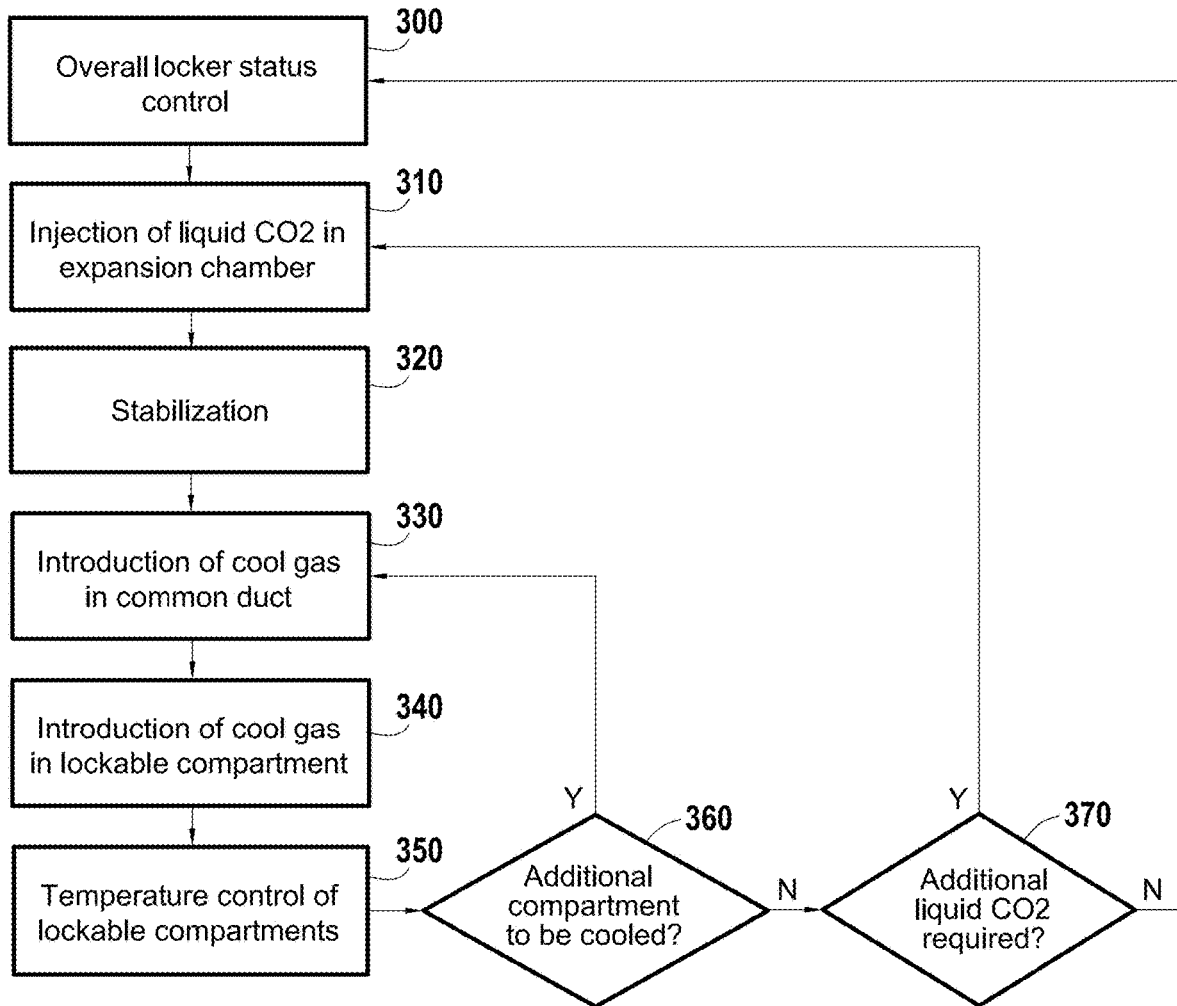 300
Overall locker status
control
310
Injection of liquid CO2 in
expansion chamber
320
Stabilization
330
Introduction of cool gas
in common duct
340
Introduction of cool gas
in lockable compartment
350
Temperature control of
lockable compartments
Y
360
Additional
compartment
to be cooled?
N
Y
370
Additional
liquid CO2
required?
N